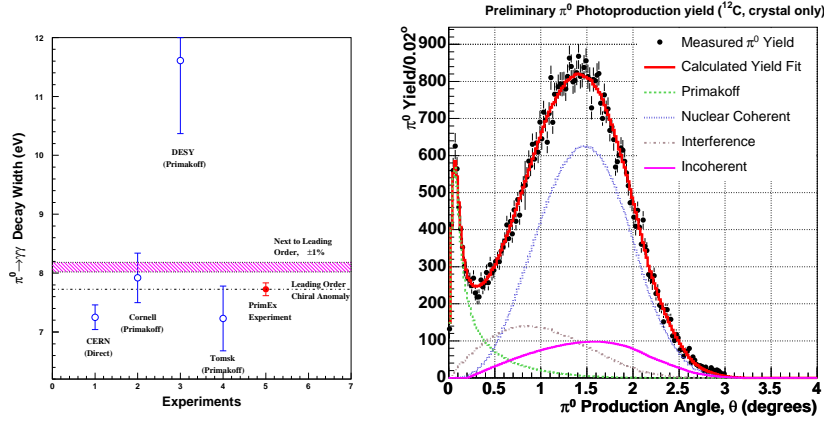 π⁰→γγ Decay Width (eV)
12
11
10
9
8
7
DESY
(Primakoff)
Next to Leading
Order, ±1%
Leading Order
Chiral Anomaly
CERN
(Direct)
Cornell
(Primakoff)
Tomsk
(Primakoff)
PrimEx
Experiment
0 1 2 3 4 5 6 7
Experiments
Preliminary π⁰ Photoproduction yield (¹²C, crystal only)
π⁰ Yield/0.02°
900
800
700
600
500
400
300
200
100
0
Measured π⁰ Yield
Calculated Yield Fit
Primakoff
Nuclear Coherent
Interference
Incoherent
0 0.5 1 1.5 2 2.5 3 3.5 4
π⁰ Production Angle, θ (degrees)